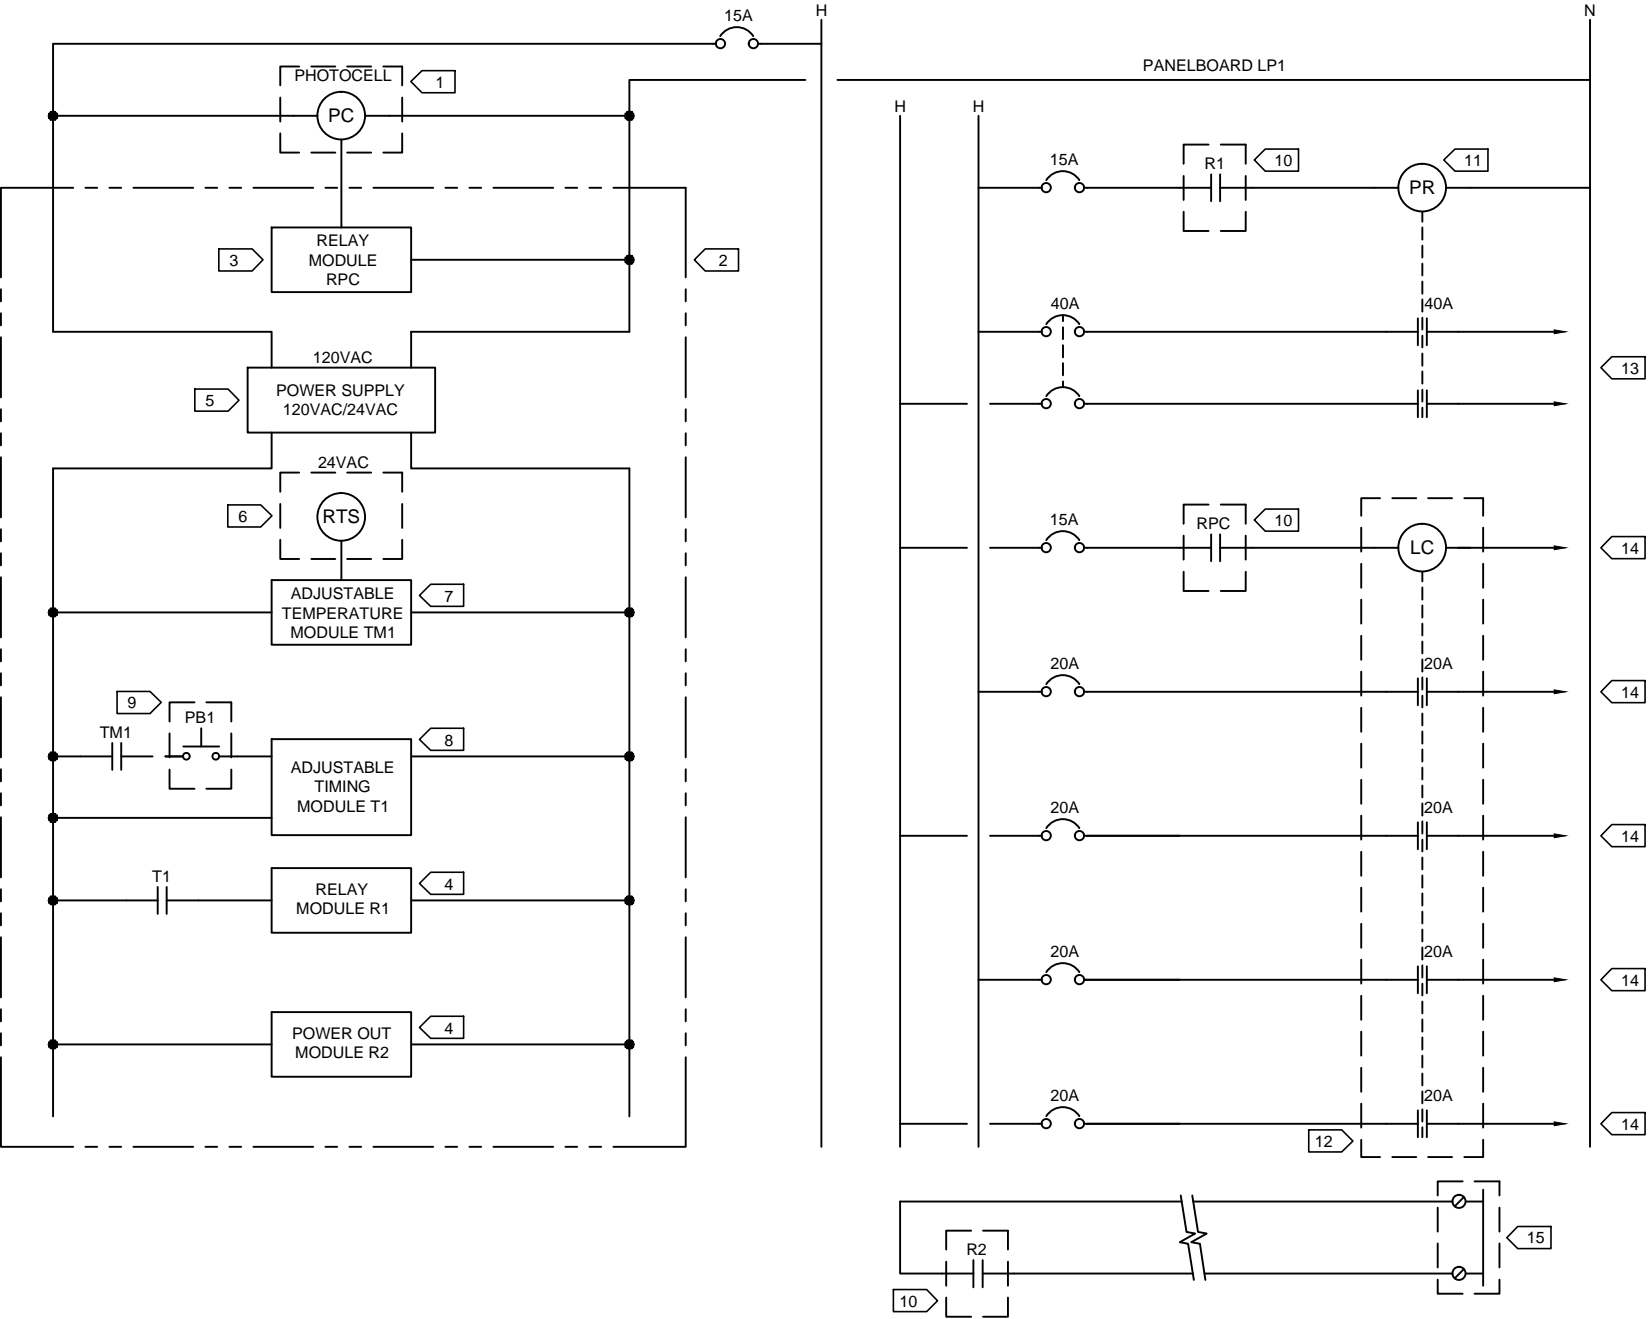 15A
H
N
PHOTOCELL
1
PANELBOARD LP1
PC
H
H
15A
R1
10
11
PR
RELAY
MODULE
RPC
3
2
40A
40A
120VAC
13
POWER SUPPLY
120VAC/24VAC
5
24VAC
6
RTS
15A
RPC
10
LC
14
ADJUSTABLE
TEMPERATURE
MODULE TM1
7
20A
20A
14
9
PB1
TM1
8
ADJUSTABLE
TIMING
MODULE T1
20A
20A
14
T1
RELAY
MODULE R1
4
20A
20A
14
POWER OUT
MODULE R2
4
20A
20A
14
12
15
R2
10